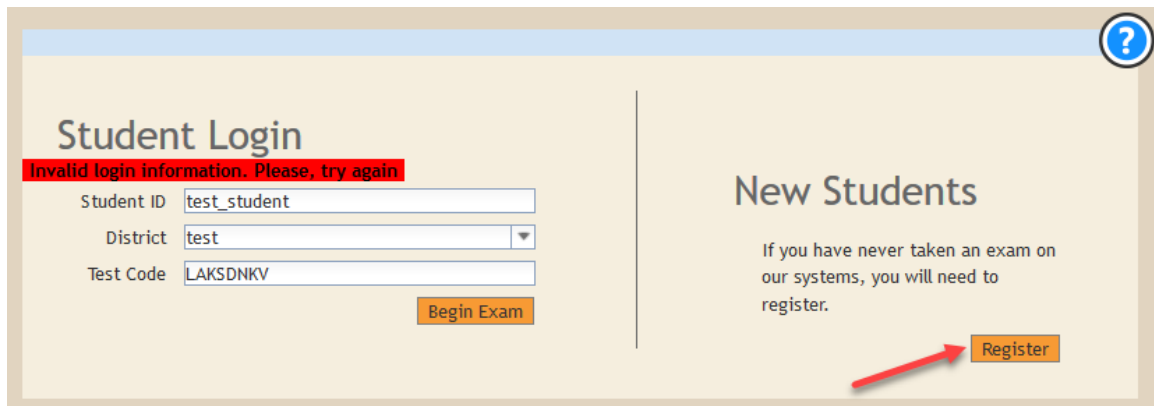 ?
Student Login
Invalid login information. Please, try again
Student ID test_student
District test
Test Code LAKSDNKV
Begin Exam
New Students
If you have never taken an exam on
our systems, you will need to
register.
Register